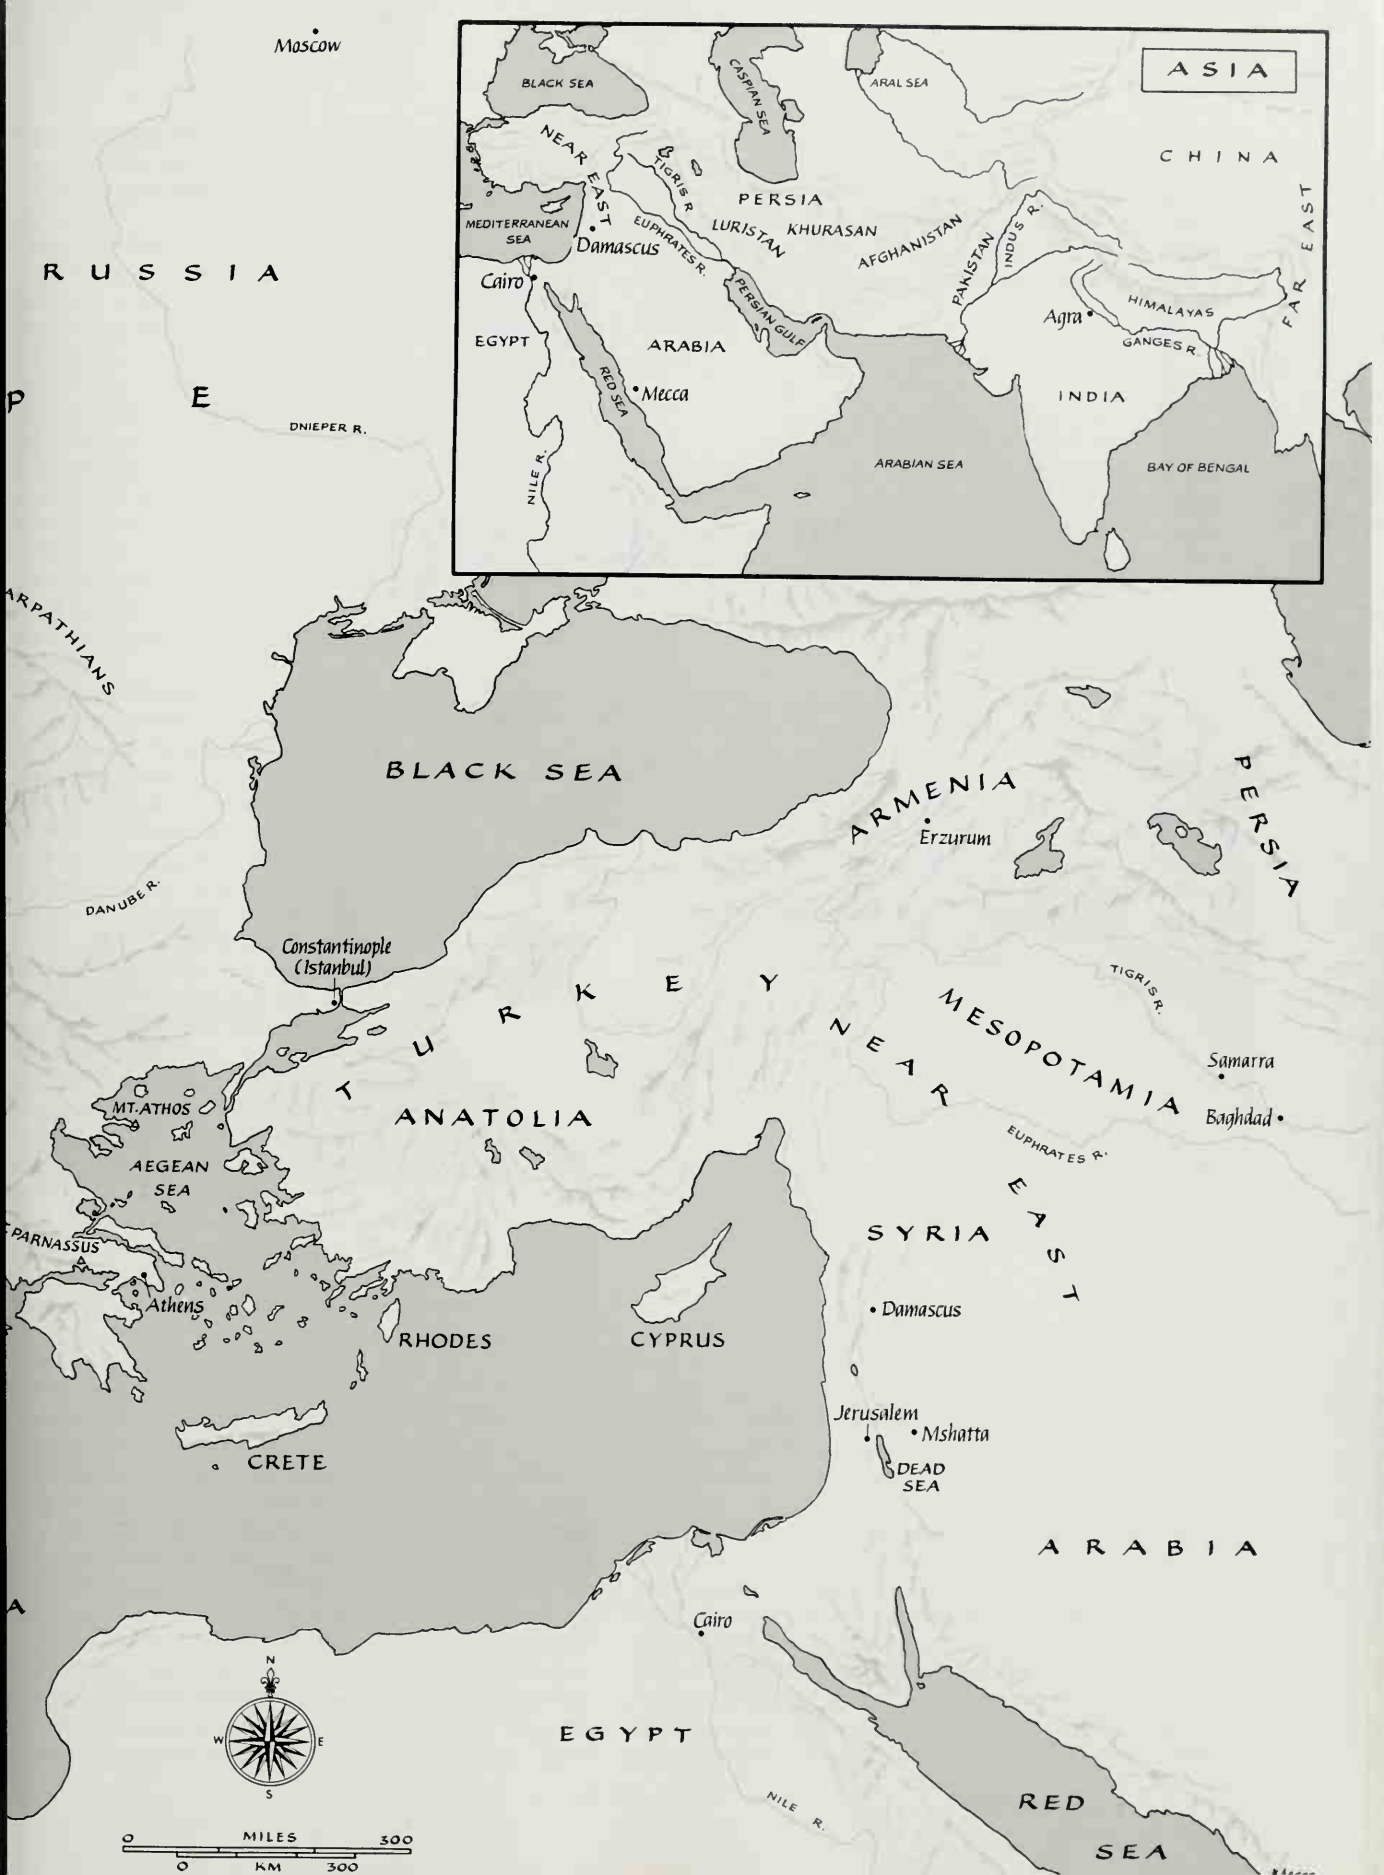 Moscow
RUSSIA
P E
DNIEPER R.
ARPATHIANS
ASIA
BLACK SEA
CASPIAN SEA
ARAL SEA
CHINA
NEAR EAST
TIGRIS R.
PERSIA
FAR EAST
MEDITERRANEAN
SEA
Damascus
EUPHRATES R.
LURISTAN
KHURASAN
AFGHANISTAN
PAKISTAN
INDUS R.
Cairo
PERSIAN GULF
HIMALAYAS
Agra
GANGES R.
EGYPT
ARABIA
RED SEA
Mecca
INDIA
NILE R.
ARABIAN SEA
BAY OF BENGAL
BLACK SEA
ARMENIA
Erzurum
PERSIA
DANUBE R.
Constantinople
(Istanbul)
TURKEY
NEAR EAST
MESOPOTAMIA
TIGRIS R.
Samarra
Baghdad
EUPHRATES R.
MT. ATHOS
ANATOLIA
AEGEAN
SEA
PARNASSUS
Athens
SYRIA
Damascus
RHODES
CYPRUS
Jerusalem
Mshatta
DEAD
SEA
CRETE
ARABIA
A
Cairo
N
W E
S
EGYPT
NILE R.
RED
SEA
0 MILES 300
0 KM 300